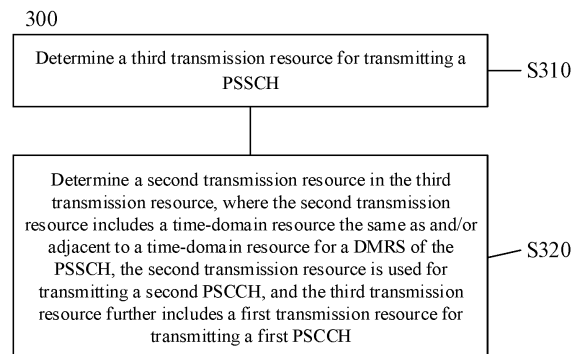 300
Determine a third transmission resource for transmitting a
PSSCH
S310
Determine a second transmission resource in the third
transmission resource, where the second transmission
resource includes a time-domain resource the same as and/or
adjacent to a time-domain resource for a DMRS of the
PSSCH, the second transmission resource is used for
transmitting a second PSCCH, and the third transmission
resource further includes a first transmission resource for
transmitting a first PSCCH
S320